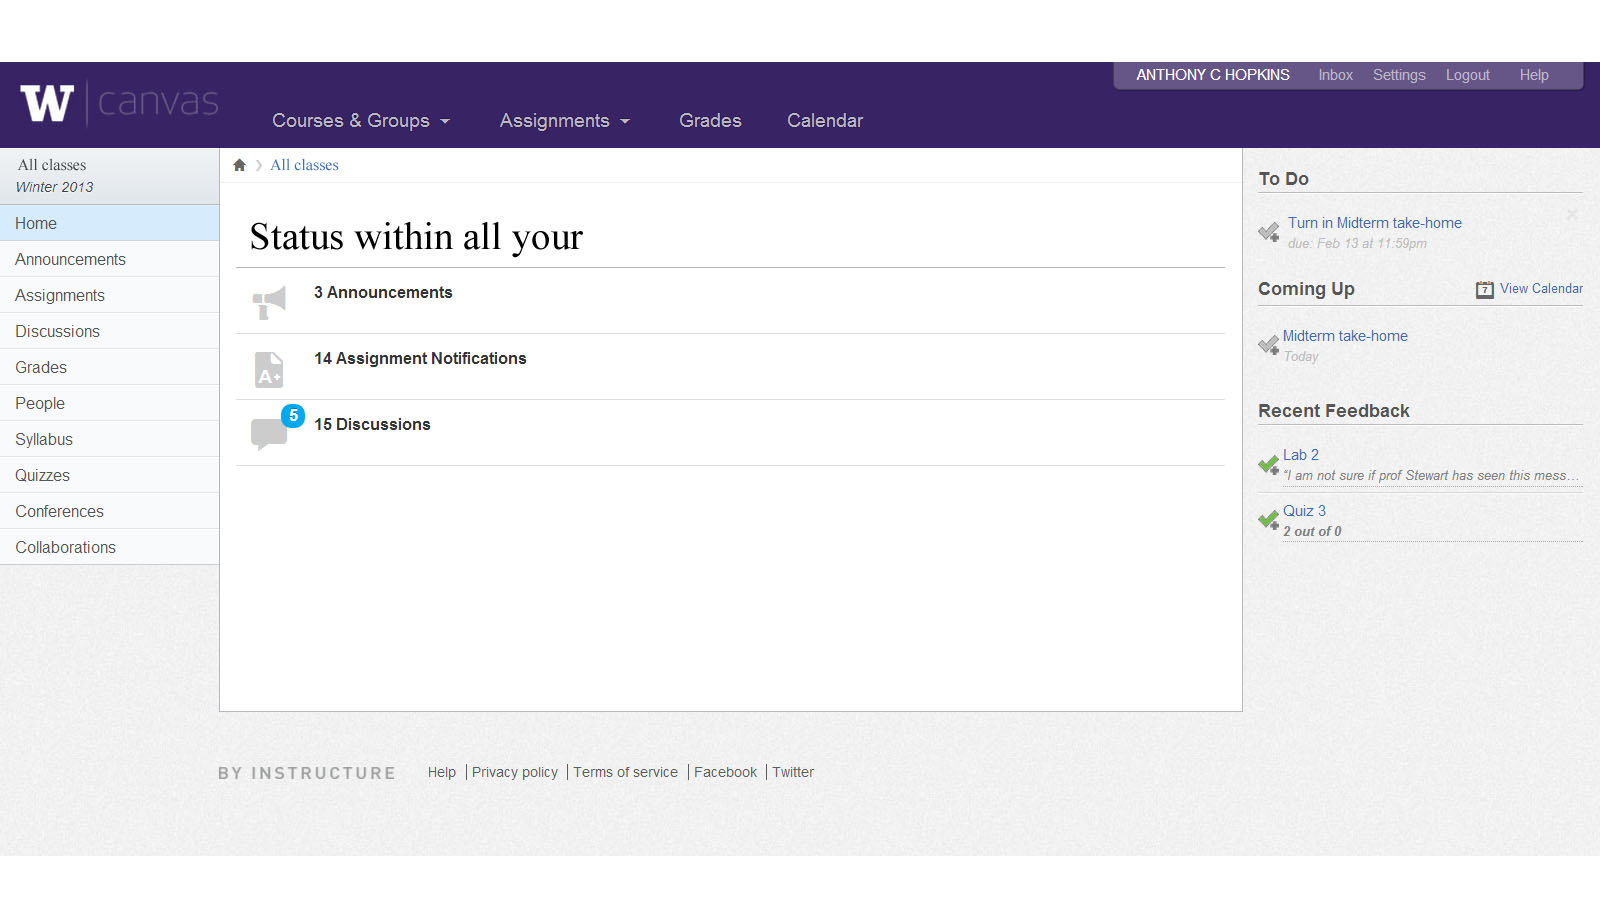 ANTHONY C HOPKINS Inbox Settings Logout Help
W canvas
Courses & Groups Assignments Grades Calendar
All classes
Winter 2013
Home
Announcements
Assignments
Discussions
Grades
People
Syllabus
Quizzes
Conferences
Collaborations
All classes
Status within all your
3 Announcements
A+
14 Assignment Notifications
5
15 Discussions
To Do
Turn in Midterm take-home
due: Feb 13 at 11:59pm
Coming Up
7 View Calendar
Midterm take-home
Today
Recent Feedback
Lab 2
“I am not sure if prof Stewart has seen this mess...
Quiz 3
2 out of 0
BY INSTRUCTURE Help Privacy policy Terms of service Facebook Twitter